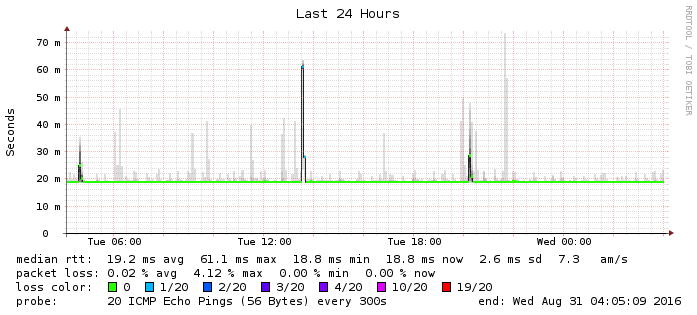 Last 24 Hours
RRDTOOL / TOBI OETIKER
Seconds
70 m
60 m
50 m
40 m
30 m
20 m
10 m
0
Tue 06:00 Tue 12:00 Tue 18:00 Wed 00:00
median rtt: 19.2 ms avg 61.1 ms max 18.8 ms min 18.8 ms now 2.6 ms sd 7.3 am/s
packet loss: 0.02 % avg 4.12 % max 0.00 % min 0.00 % now
loss color: 0 1/20 2/20 3/20 4/20 10/20 19/20
probe: 20 ICMP Echo Pings (56 Bytes) every 300s end: Wed Aug 31 04:05:09 2016